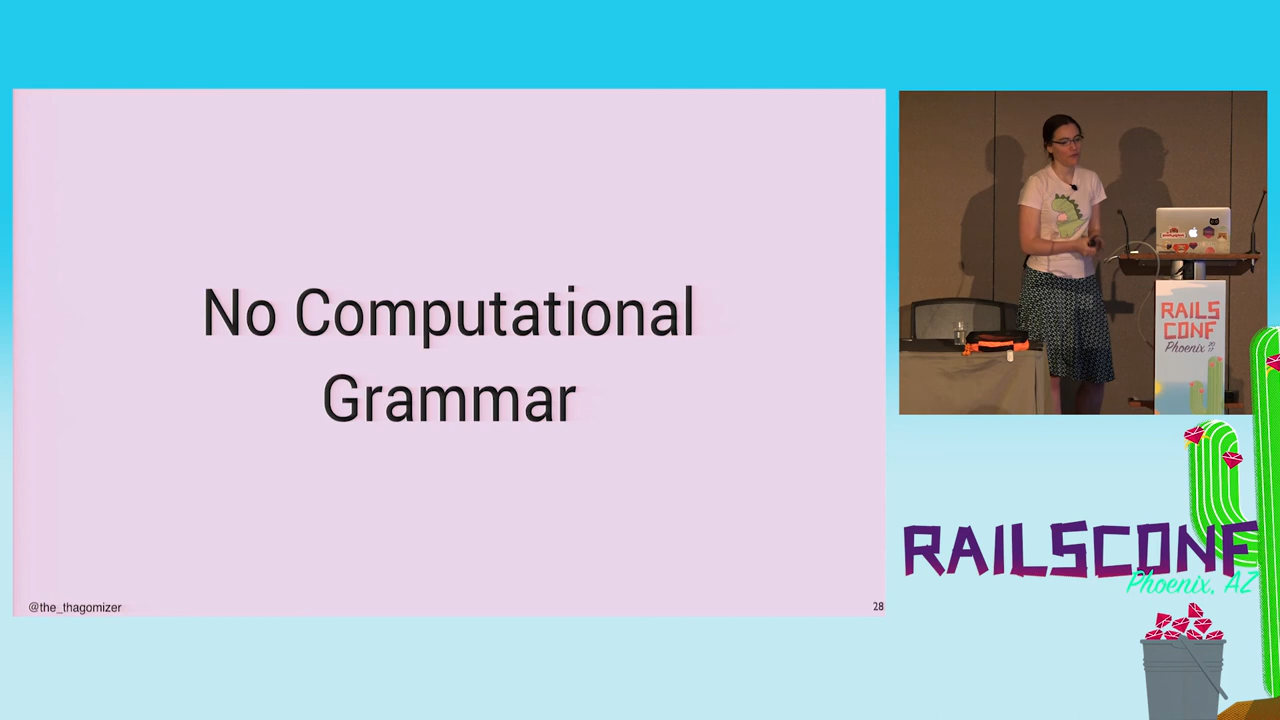 No Computational
Grammar
@the_thagomizer
28
RAILS
CONF
Phoenix
RAILSCONF
Phoenix, AZ